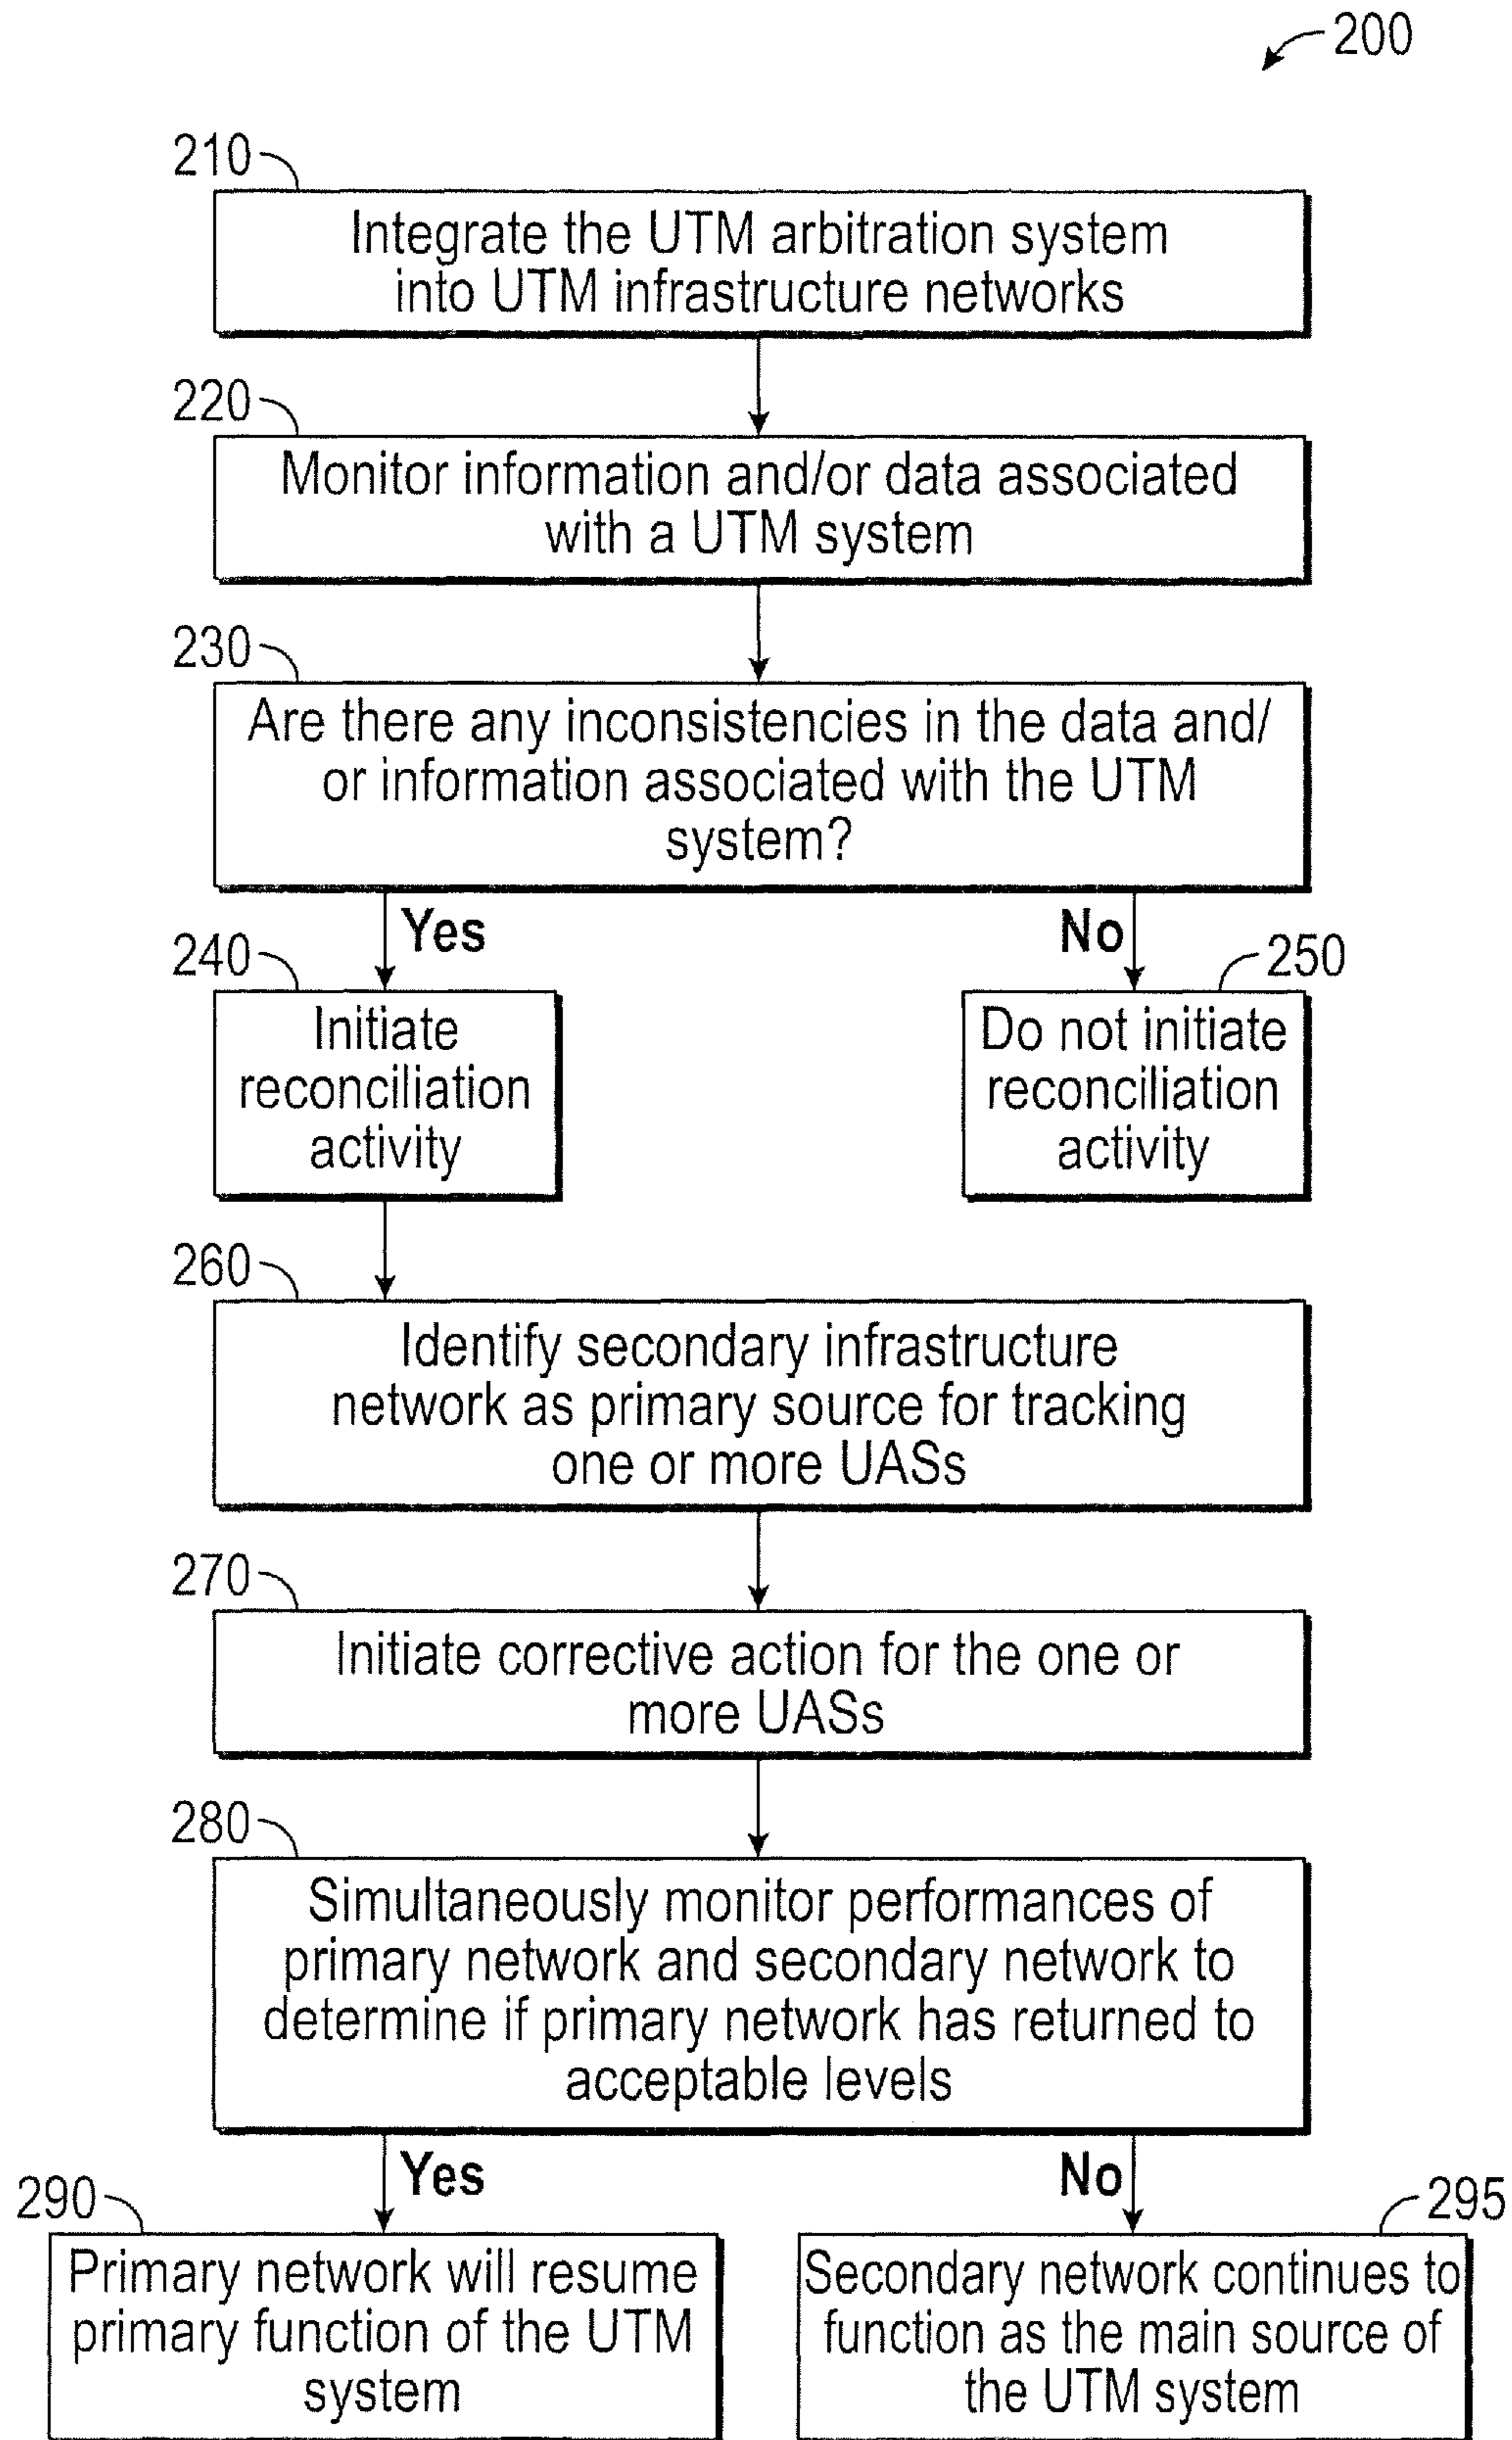 200
210
Integrate the UTM arbitration system
into UTM infrastructure networks
220
Monitor information and/or data associated
with a UTM system
230
Are there any inconsistencies in the data and/
or information associated with the UTM
system?
Yes
No
240
Initiate
reconciliation
activity
250
Do not initiate
reconciliation
activity
260
Identify secondary infrastructure
network as primary source for tracking
one or more UASs
270
Initiate corrective action for the one or
more UASs
280
Simultaneously monitor performances of
primary network and secondary network to
determine if primary network has returned to
acceptable levels
Yes
No
290
Primary network will resume
primary function of the UTM
system
295
Secondary network continues to
function as the main source of
the UTM system